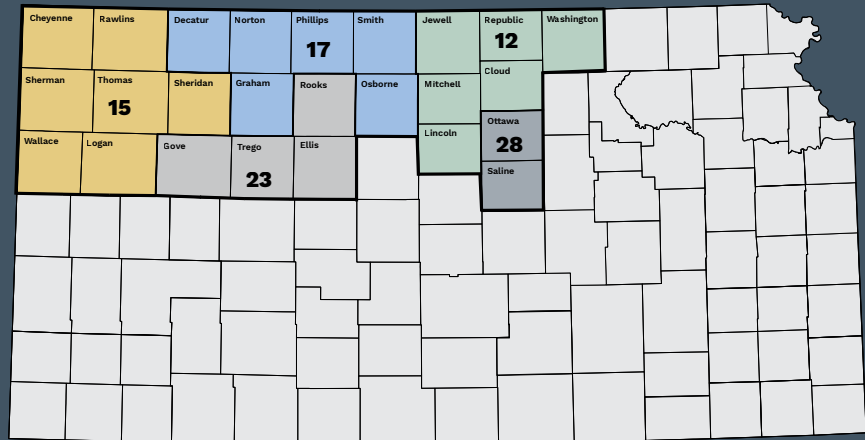 Cheyenne
Rawlins
Decatur
Norton
Phillips
Smith
Jewell
Republic
Washington
17
12
Cloud
Sherman
Thomas
Sheridan
Graham
Rooks
Osborne
Mitchell
15
Ottawa
Lincoln
28
Wallace
Logan
Gove
Trego
Ellis
23
Saline